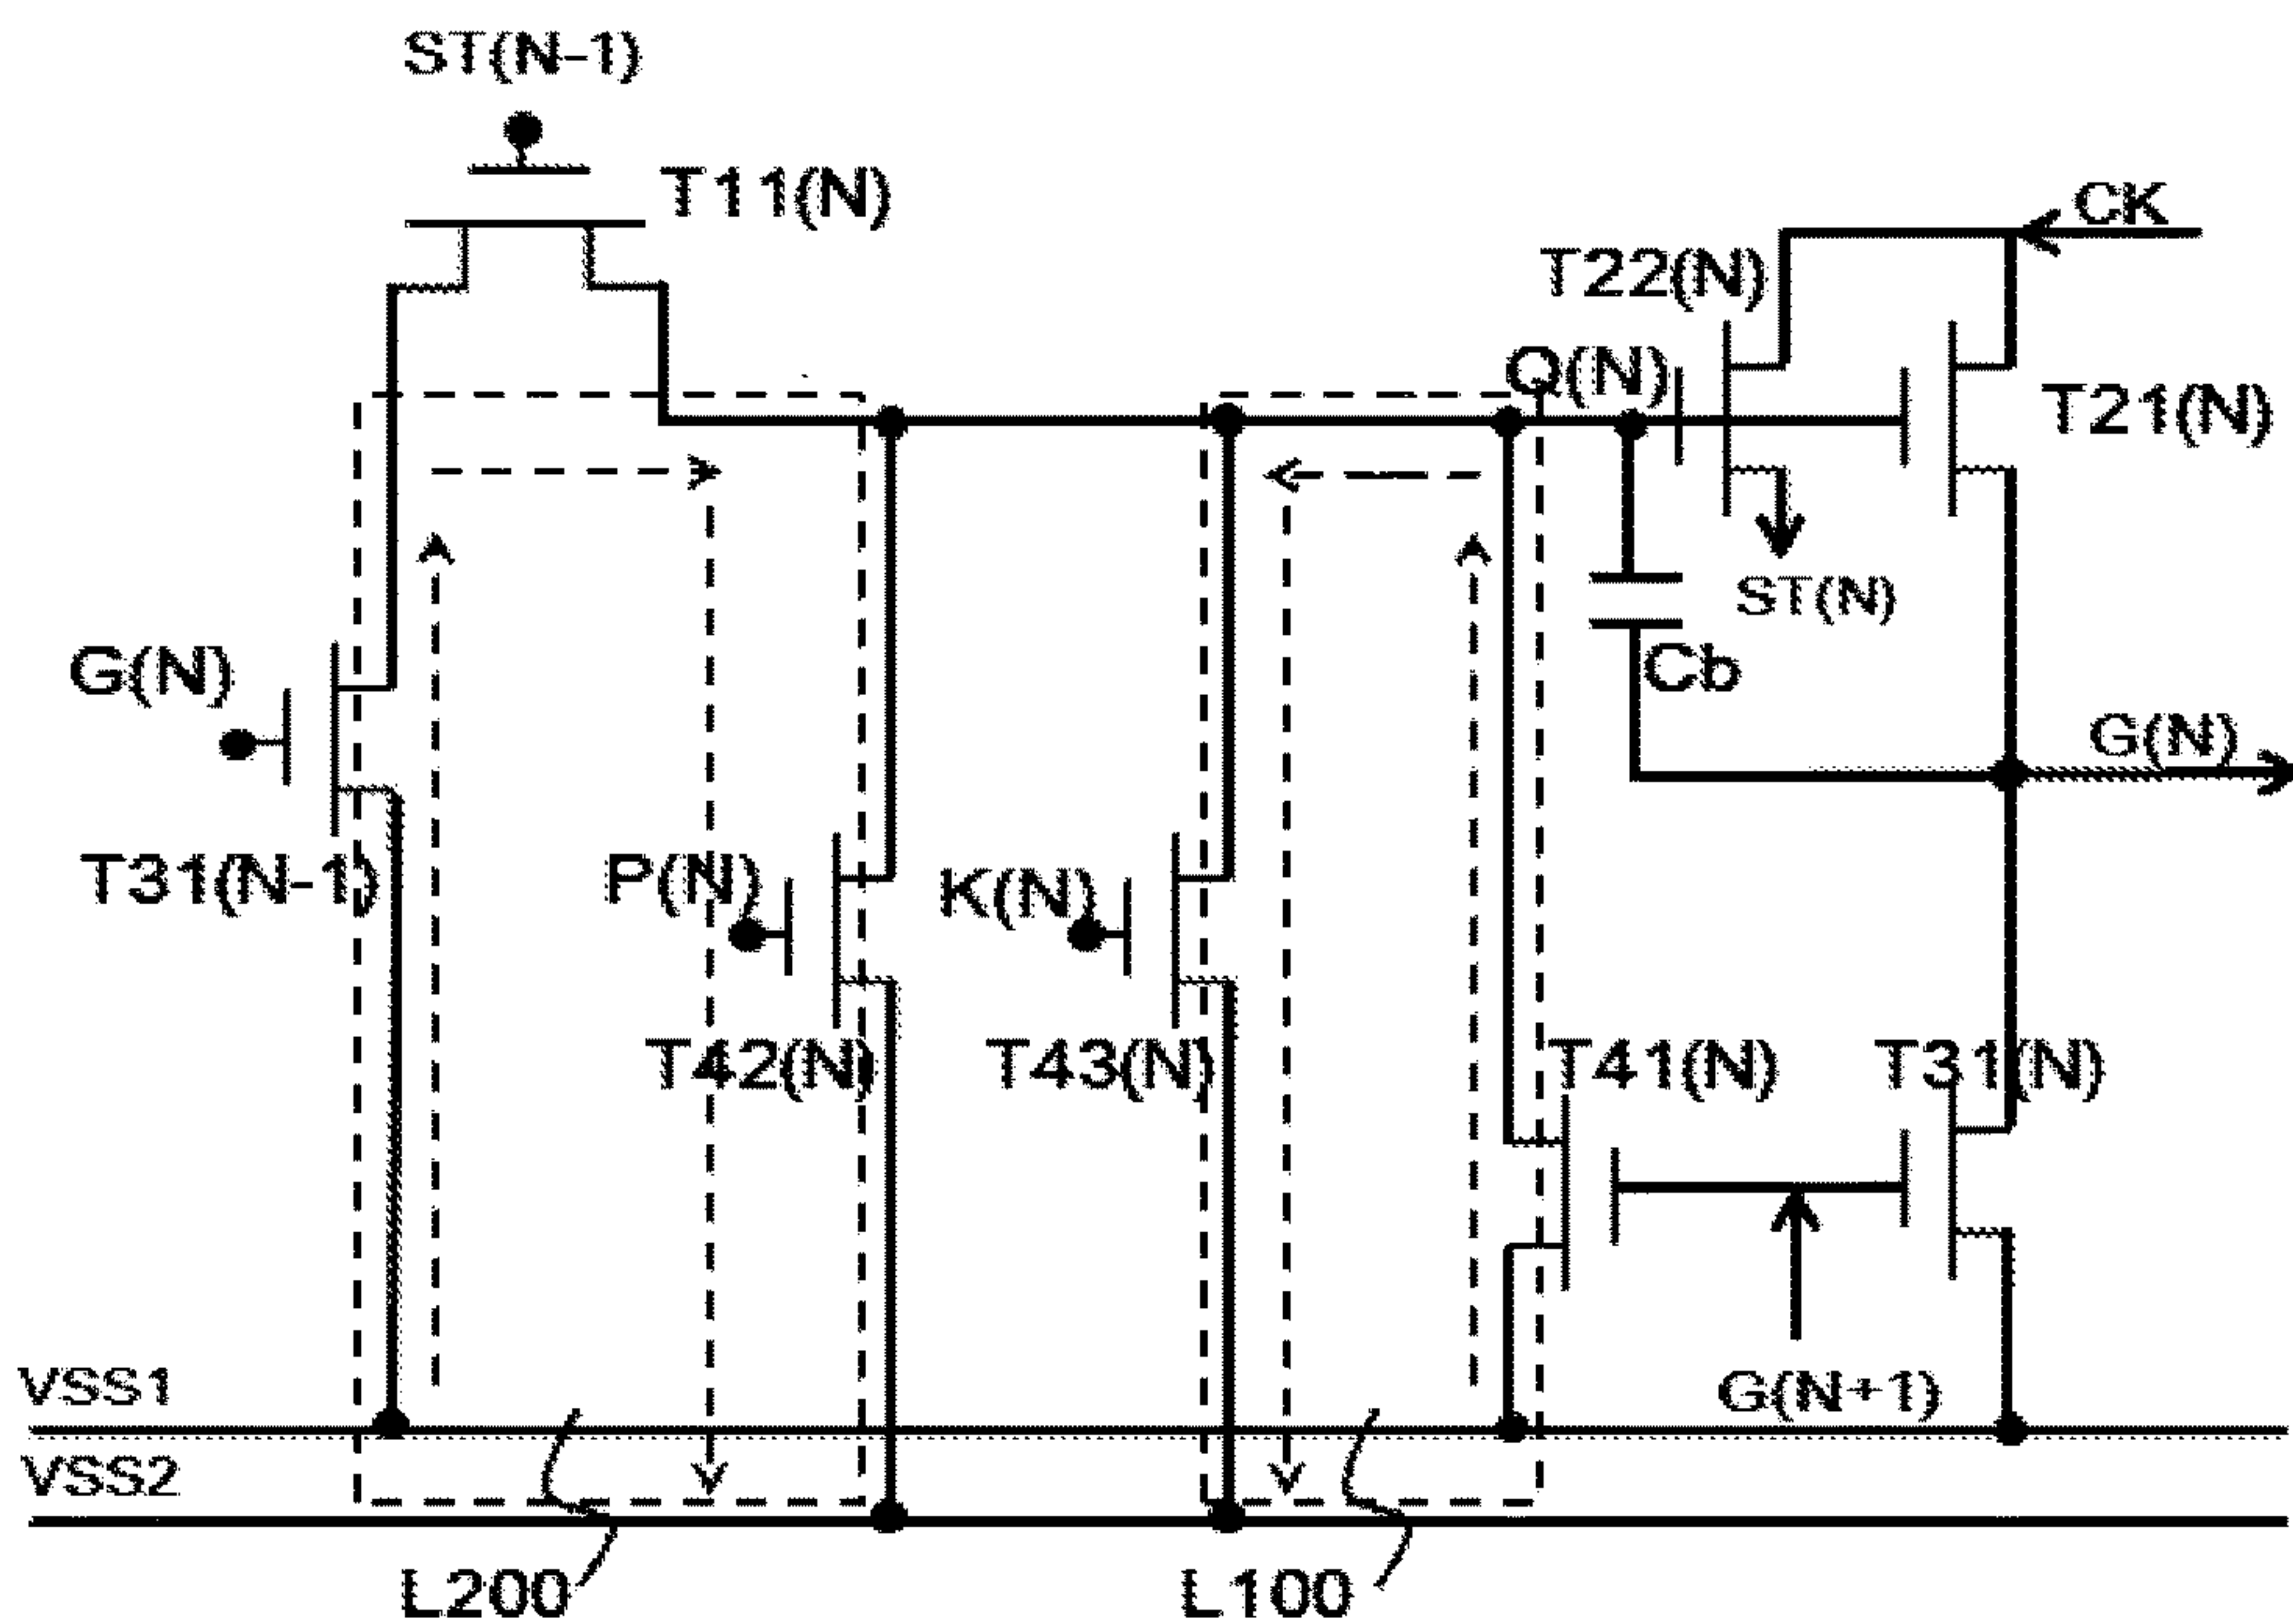 ST(N-1)
T11(N)
CK
T22(N)
Q(N)
T21(N)
ST(N)
G(N)
Cb
G(N)
T31(N-1)
P(N)
K(N)
T42(N)
T43(N)
T41(N)
T31(N)
VSS1
G(N+1)
VSS2
L200
L100